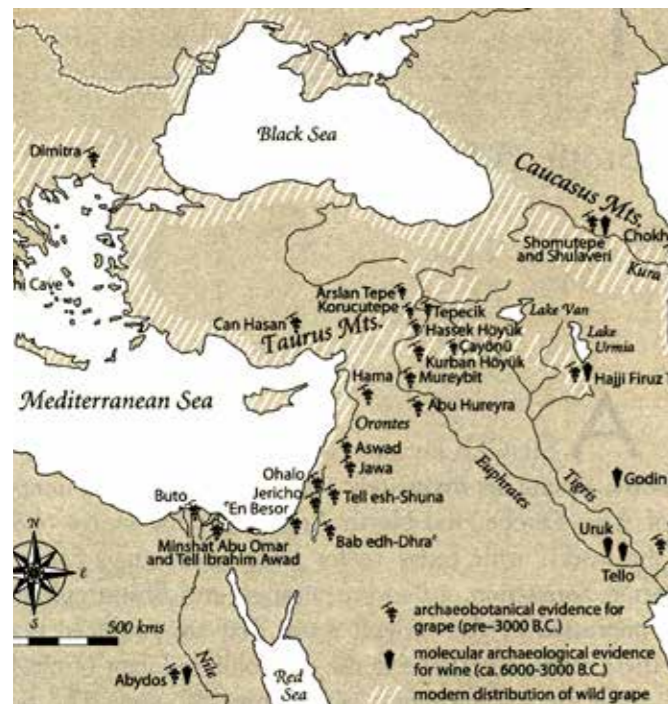 Black Sea
Dimitra
Caucasus Mts.
Chokh
Shomutepe
and Shulaveri
Kura
hi Cave
Arslan Tepe
Korucutepe
Tepecik
Lake Van
Can Hasan
Taurus Mts.
Hassek Höyük
Lake
Urmia
Çayönü
Kurban Höyük
Hama
Mureybit
Hajji Firuz T
Mediterranean Sea
Abu Hureyra
Orontes
Aswad
Jawa
Euphrates
Tigris
Godin
Ohalo
Jericho
Tell esh-Shuna
Buto
'En Besor
Uruk
Bab edh-Dhra'
Minshat Abu Omar
and Tell Ibrahim Awad
Tello
N
E
S
500 kms
archaeobotanical evidence for
grape (pre-3000 B.C.)
molecular archaeological evidence
for wine (ca. 6000-3000 B.C.)
Abydos
Nile
Red
Sea
modern distribution of wild grape